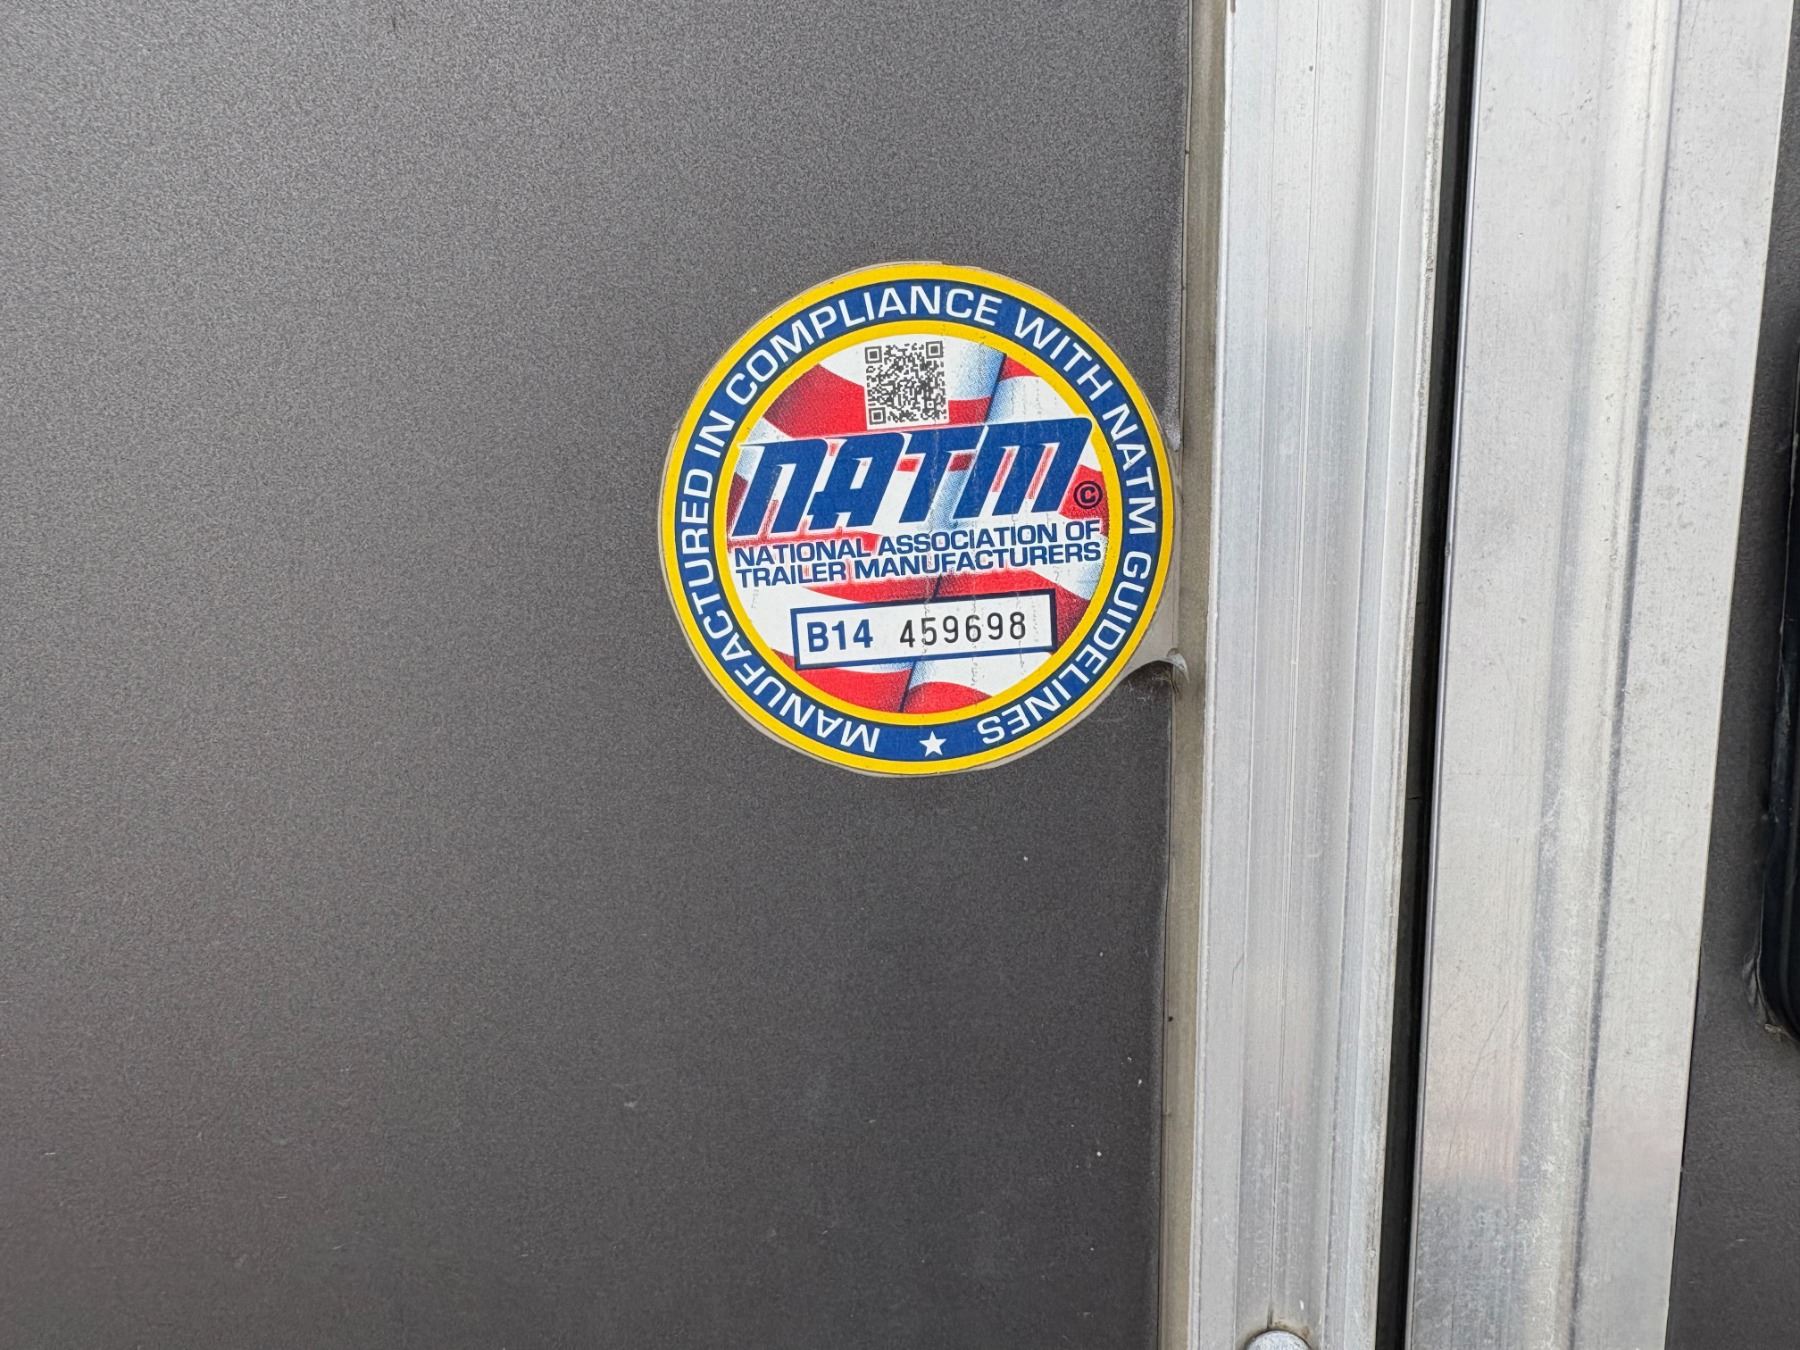 MANUFACTURED IN COMPLIANCE WITH NATM GUIDELINES
NATM ©
NATIONAL ASSOCIATION OF
TRAILER MANUFACTURERS
B14 459698